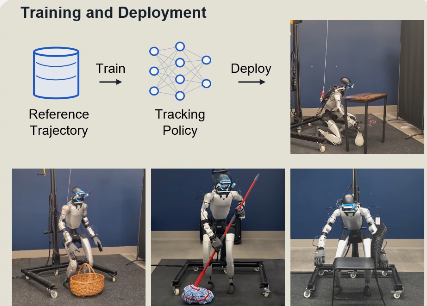 Training and Deployment
Train
Deploy
Reference
Trajectory
Tracking
Policy